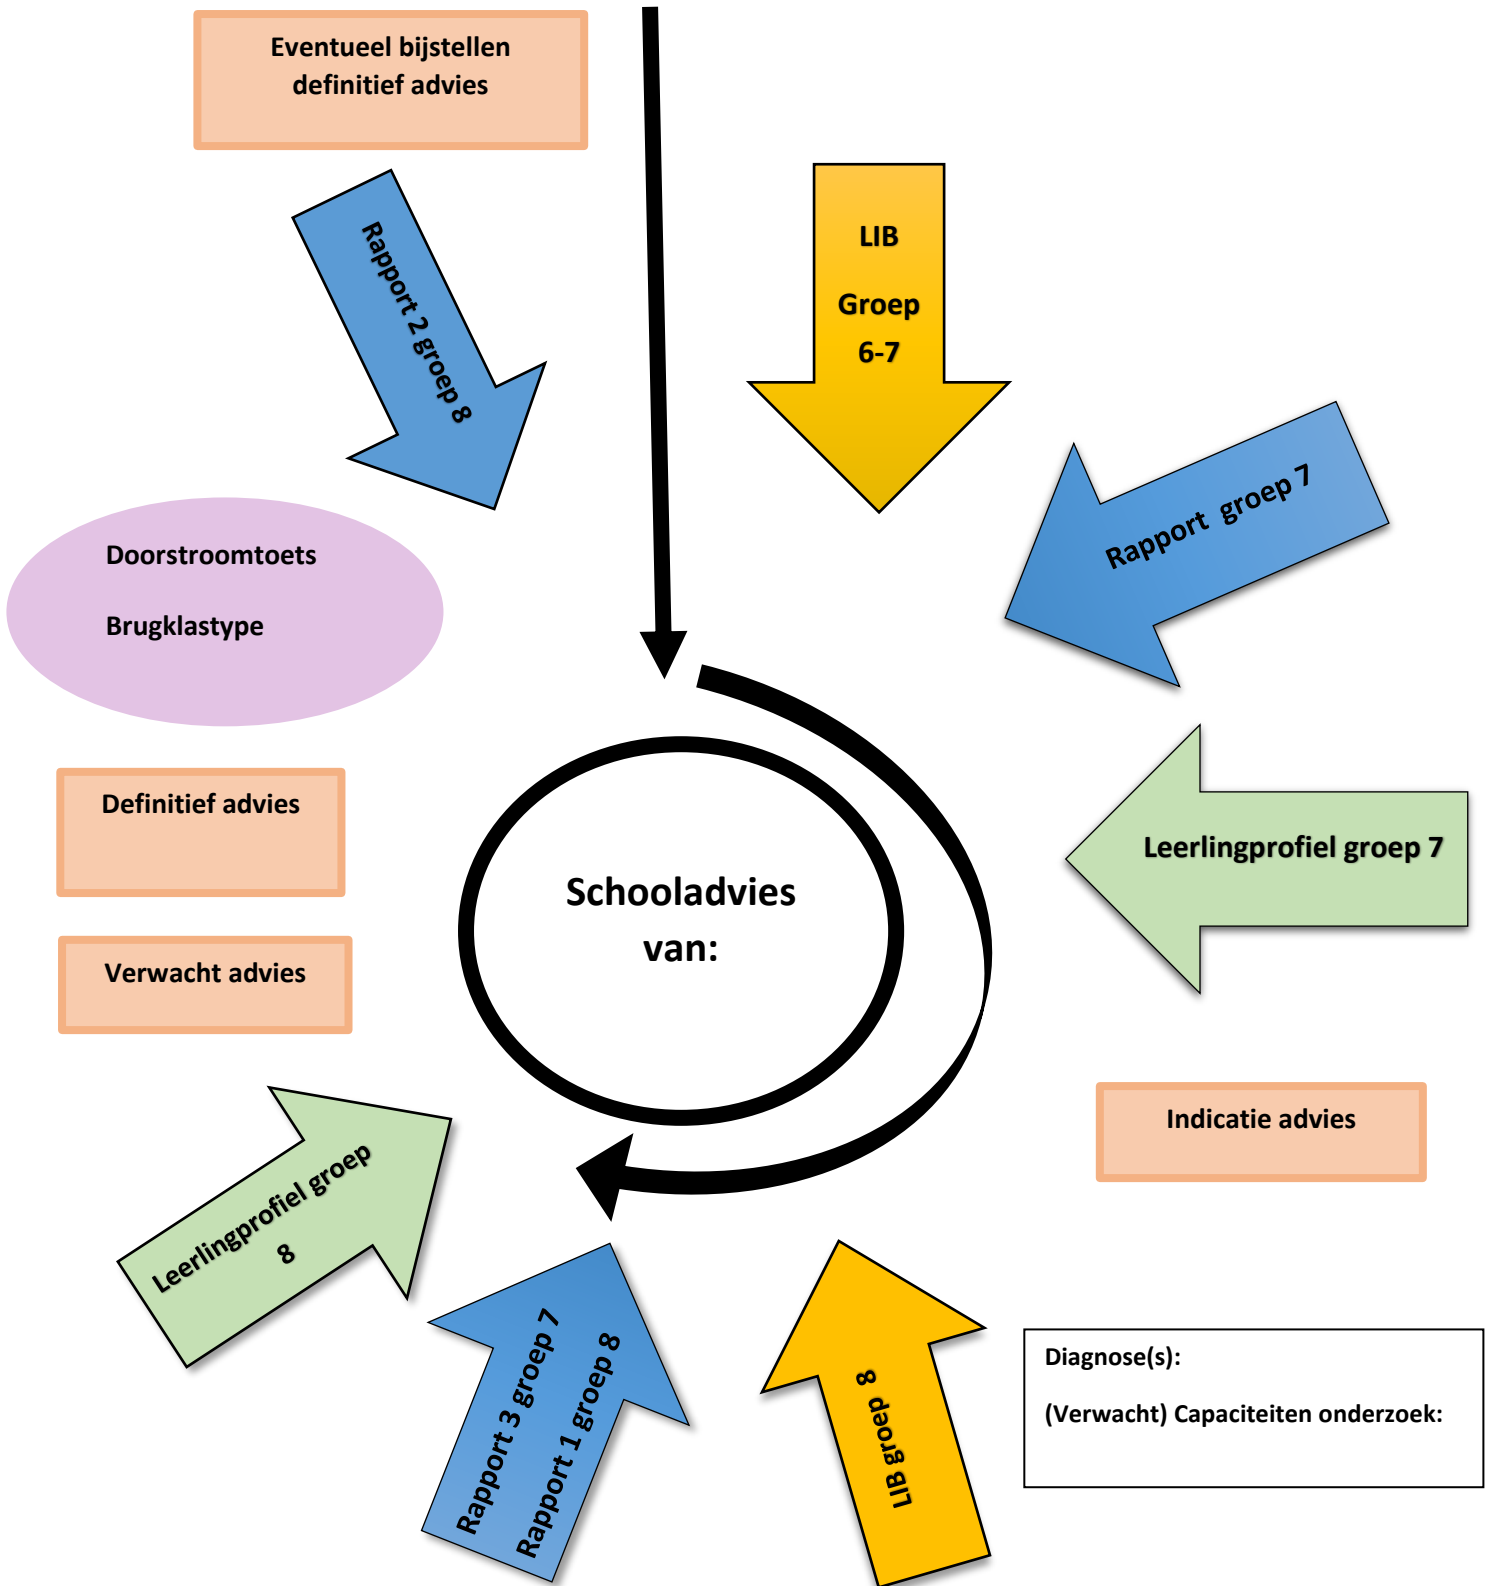 Eventueel bijstellen
definitief advies
LIB
Groep
6-7
Rapport 2 groep 8
Rapport  groep 7
Doorstroomtoets
Brugklastype
Definitief advies
Leerlingprofiel groep 7
Schooladvies
van:
Verwacht advies
Indicatie advies
Leerlingprofiel groep
8
Rapport 3 groep 7
Rapport 1 groep 8
LIB groep 8
Diagnose(s):
(Verwacht) Capaciteiten onderzoek: